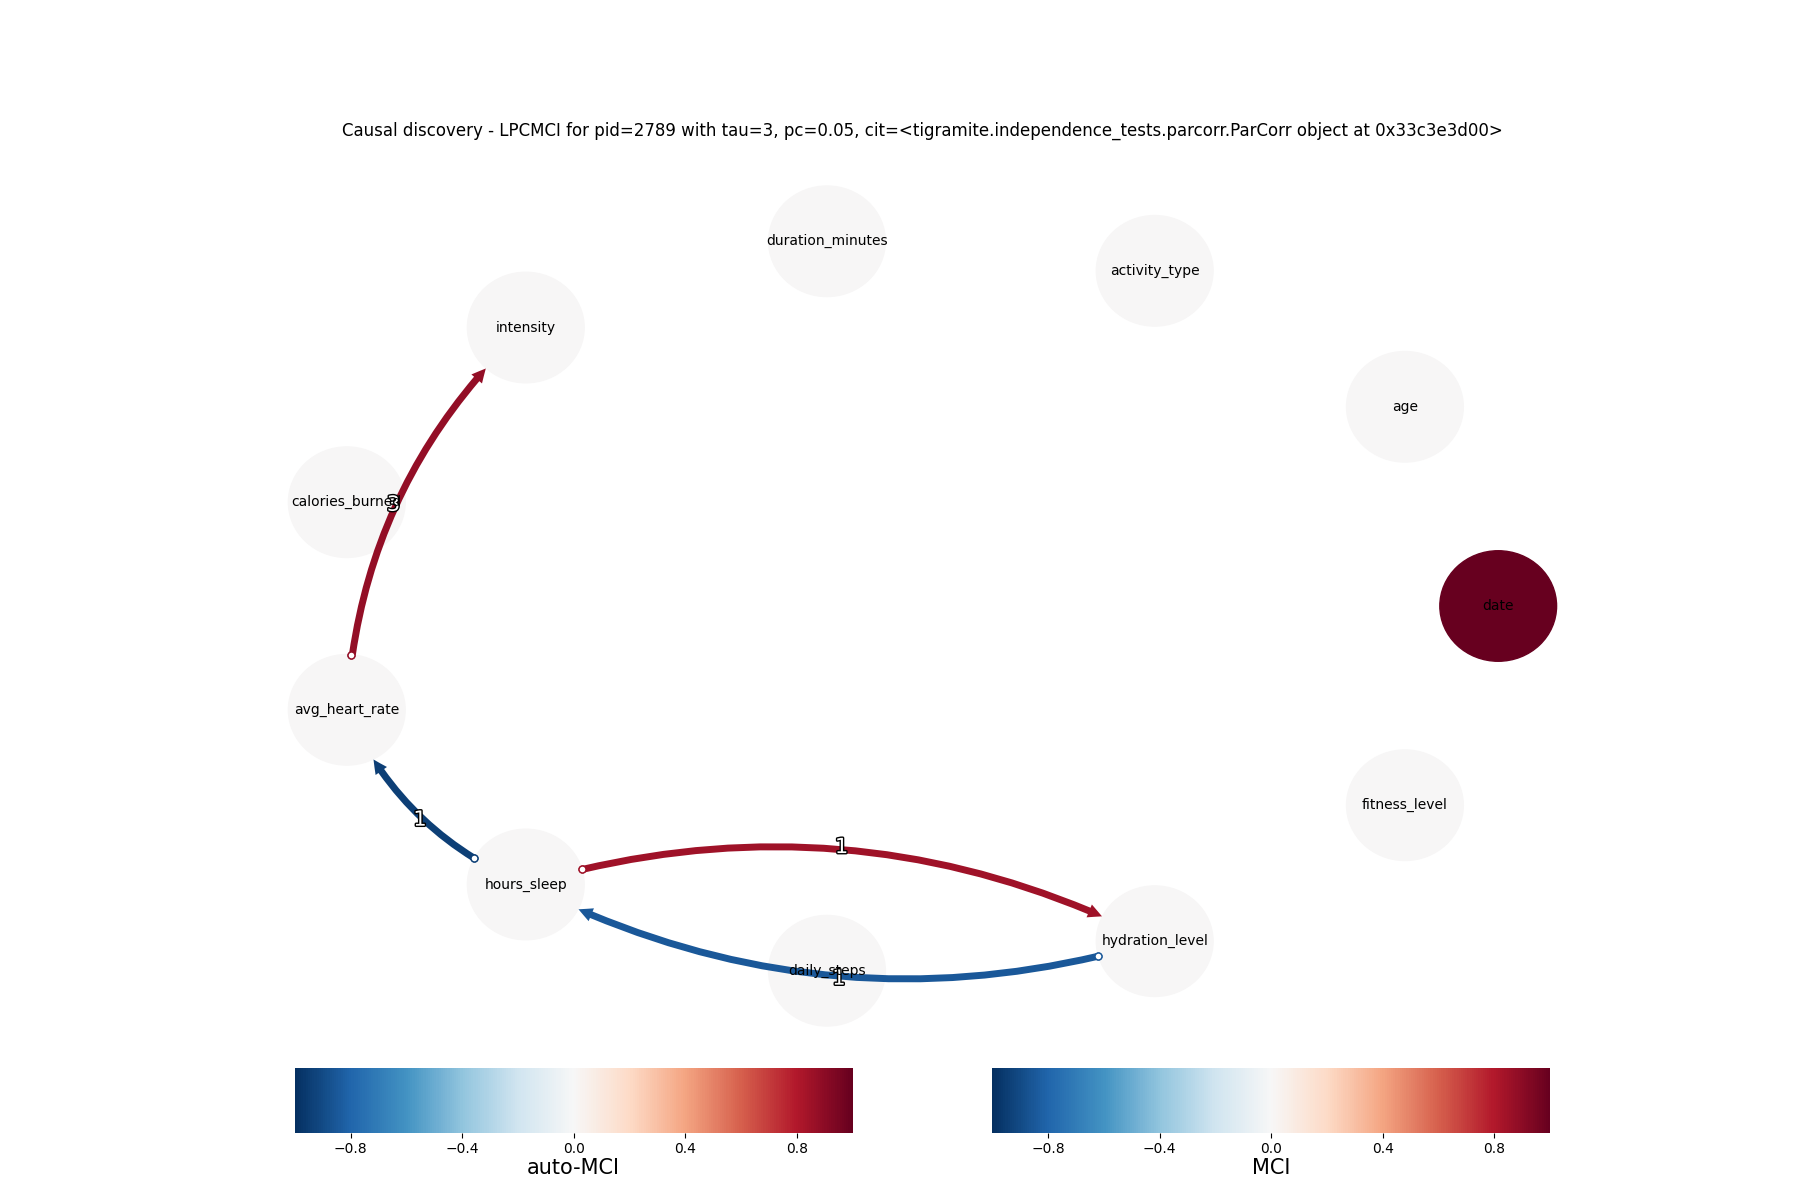 Causal discovery - LPCMCI for pid=2789 with tau=3, pc=0.05, cit=<tigramite.independence_tests.parcorr.ParCorr object at 0x33c3e3d00>
duration_minutes
activity_type
intensity
age
calories_burned
3
date
avg_heart_rate
fitness_level
1
1
hours_sleep
hydration_level
daily_steps
1
−0.8 −0.4 0.0 0.4 0.8
auto-MCI
−0.8 −0.4 0.0 0.4 0.8
MCI